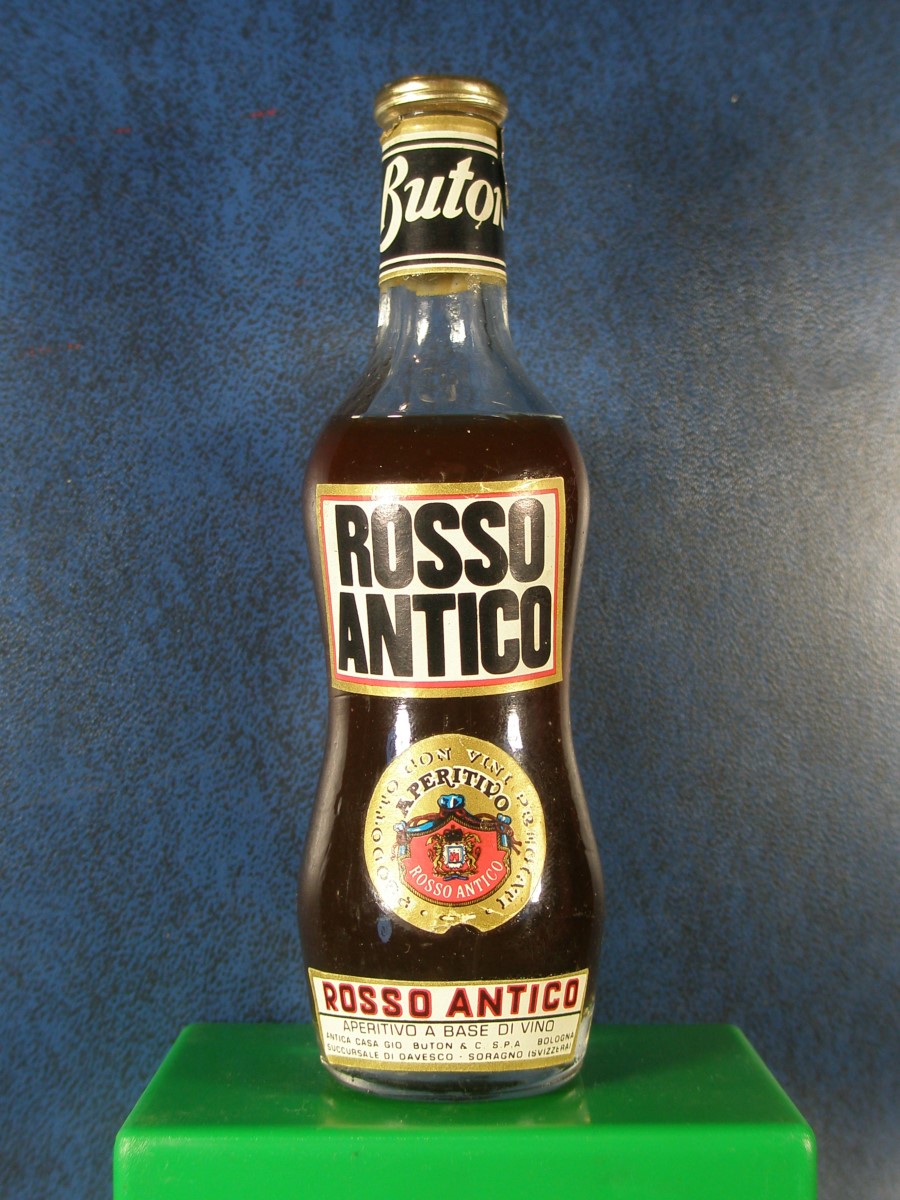 Buton
ROSSO
ANTICO
PRODOTTO CON VINI
APERITIVO
ROSSO ANTICO
ROSSO ANTICO
APERITIVO A BASE DI VINO
ANTICA CASA GIO BUTON & C. S.P.A. BOLOGNA
SUCCURSALE DI DAVESCO - SORAGNO (SVIZZERA)